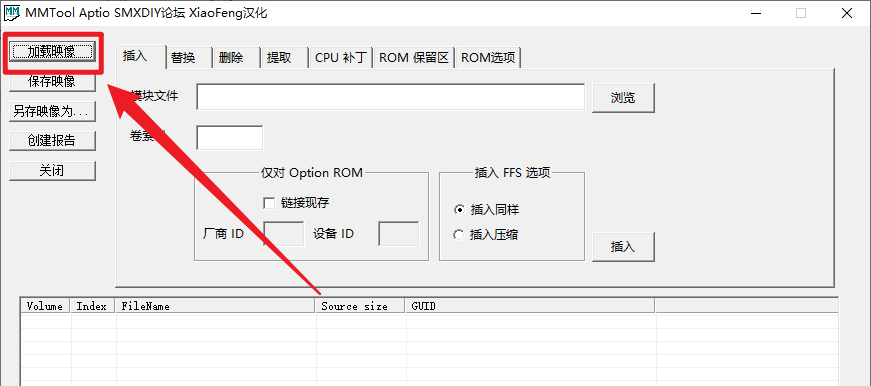 MM MMTool Aptio SMXDIY论坛 XiaoFeng汉化
加载映像
保存映像
另存映像为...
创建报告
关闭
插入 替换 删除 提取 CPU 补丁 ROM 保留区 ROM选项
模块文件 浏览
卷索
仅对 Option ROM
链接现存
厂商 ID 设备 ID
插入 FFS 选项
插入同样
插入压缩
插入
Volume Index FileName Source size GUID